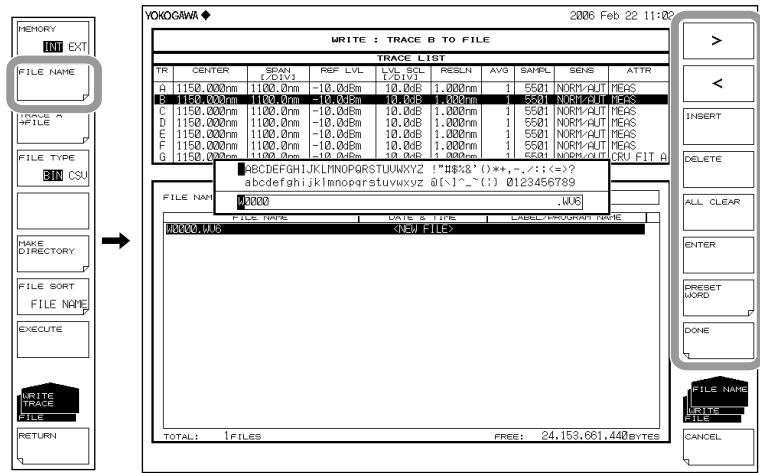 MEMORY
INT EXT
FILE NAME
TRACE A
→FILE
FILE TYPE
BIN CSV
MAKE
DIRECTORY
FILE SORT
FILE NAME
EXECUTE
WRITE
TRACE
FILE
RETURN
YOKOGAWA ◆ 2006 Feb 22 11:02
WRITE : TRACE B TO FILE
TRACE LIST
TR CENTER SPAN [/DIV] REF LVL LVL SCL [/DIV] RESLN AVG SAMPL SENS ATTR
A 1150.000nm 1100.0nm -10.0dBm 10.0dB 1.000nm 1 5501 NORM/AUT MEAS
B 1150.000nm 1100.0nm -10.0dBm 10.0dB 1.000nm 1 5501 NORM/AUT MEAS
C 1150.000nm 1100.0nm -10.0dBm 10.0dB 1.000nm 1 5501 NORM/AUT MEAS
D 1150.000nm 1100.0nm -10.0dBm 10.0dB 1.000nm 1 5501 NORM/AUT MEAS
E 1150.000nm 1100.0nm -10.0dBm 10.0dB 1.000nm 1 5501 NORM/AUT MEAS
F 1150.000nm 1100.0nm -10.0dBm 10.0dB 1.000nm 1 5501 NORM/AUT MEAS
G 1150.000nm 1100.0nm -10.0dBm 10.0dB 1.000nm 1 5501 NORM/AUT CRV FIT A
ABCDEFGHIJKLMNOPQRSTUVWXYZ !"#$%&'()*+,-./:;<=>?
abcdefghijklmnopqrstuvwxyz @[\]^_~{¦} 0123456789
FILE NAM
W0000 .WV6
FILE NAME DATE & TIME LABEL/PROGRAM NAME
W0000.WV6 <NEW FILE>
TOTAL: 1FILES FREE: 24,153,661,440BYTES
>
<
INSERT
DELETE
ALL CLEAR
ENTER
PRESET
WORD
DONE
FILE NAME
WRITE
FILE
CANCEL